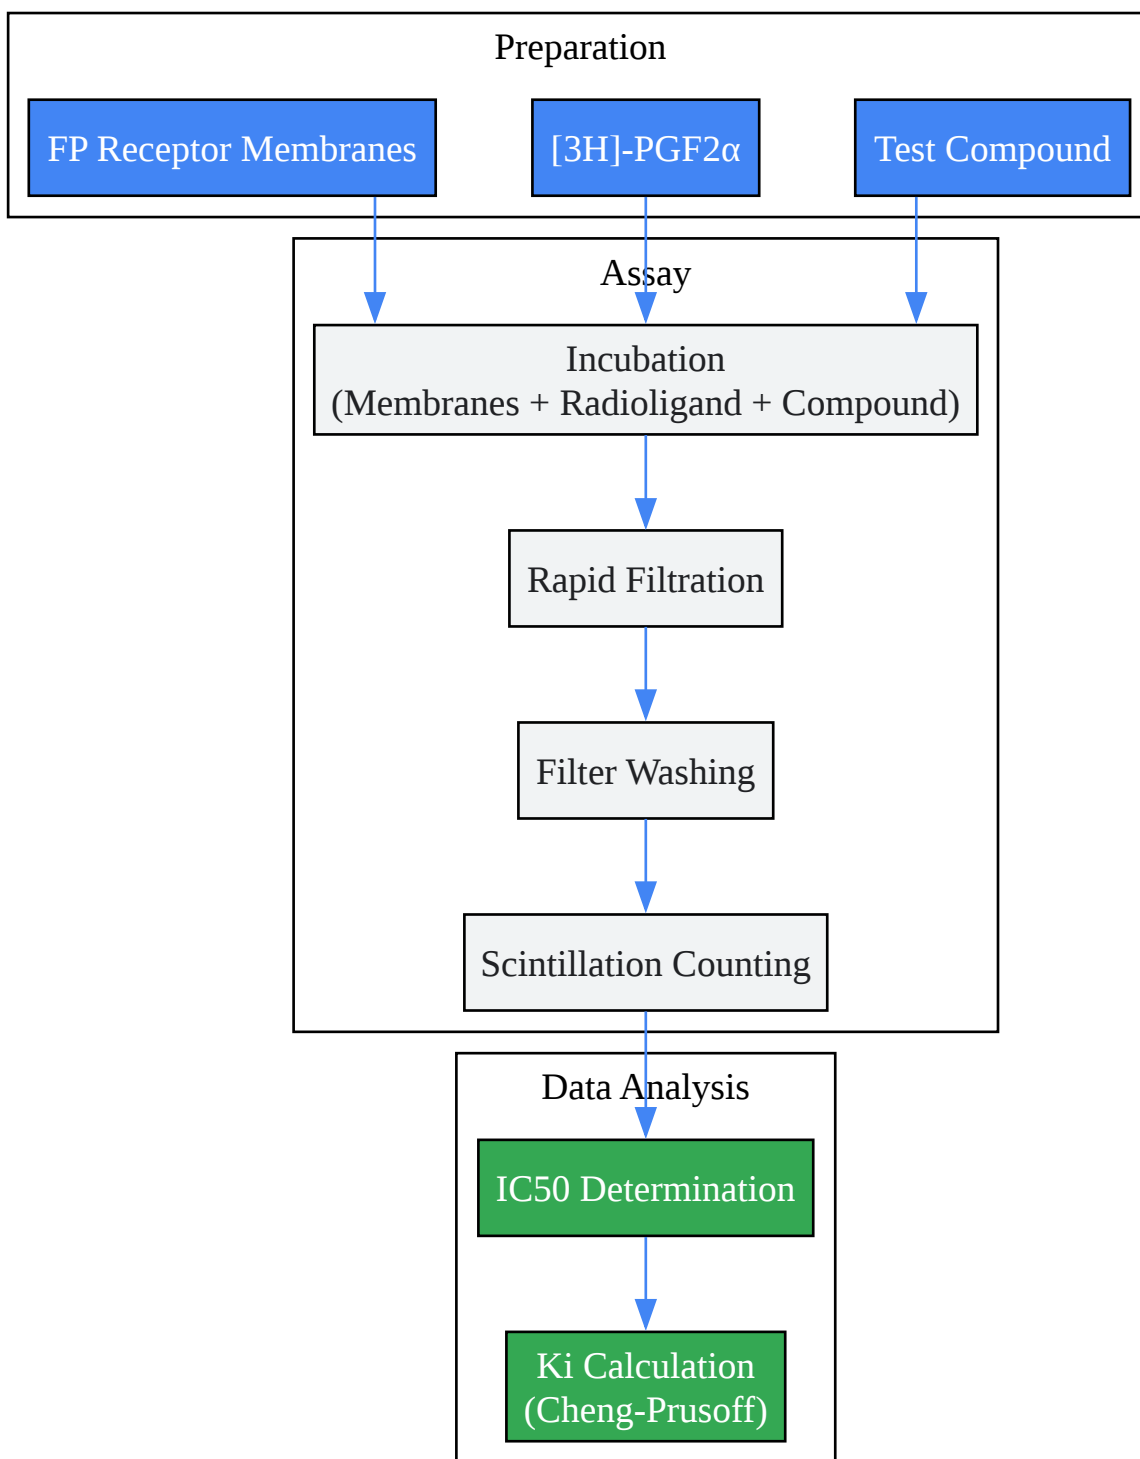 Preparation
FP Receptor Membranes
[3H]-PGF2α
Test Compound
Assay
Incubation
(Membranes + Radioligand + Compound)
Rapid Filtration
Filter Washing
Scintillation Counting
Data Analysis
IC50 Determination
Ki Calculation
(Cheng-Prusoff)